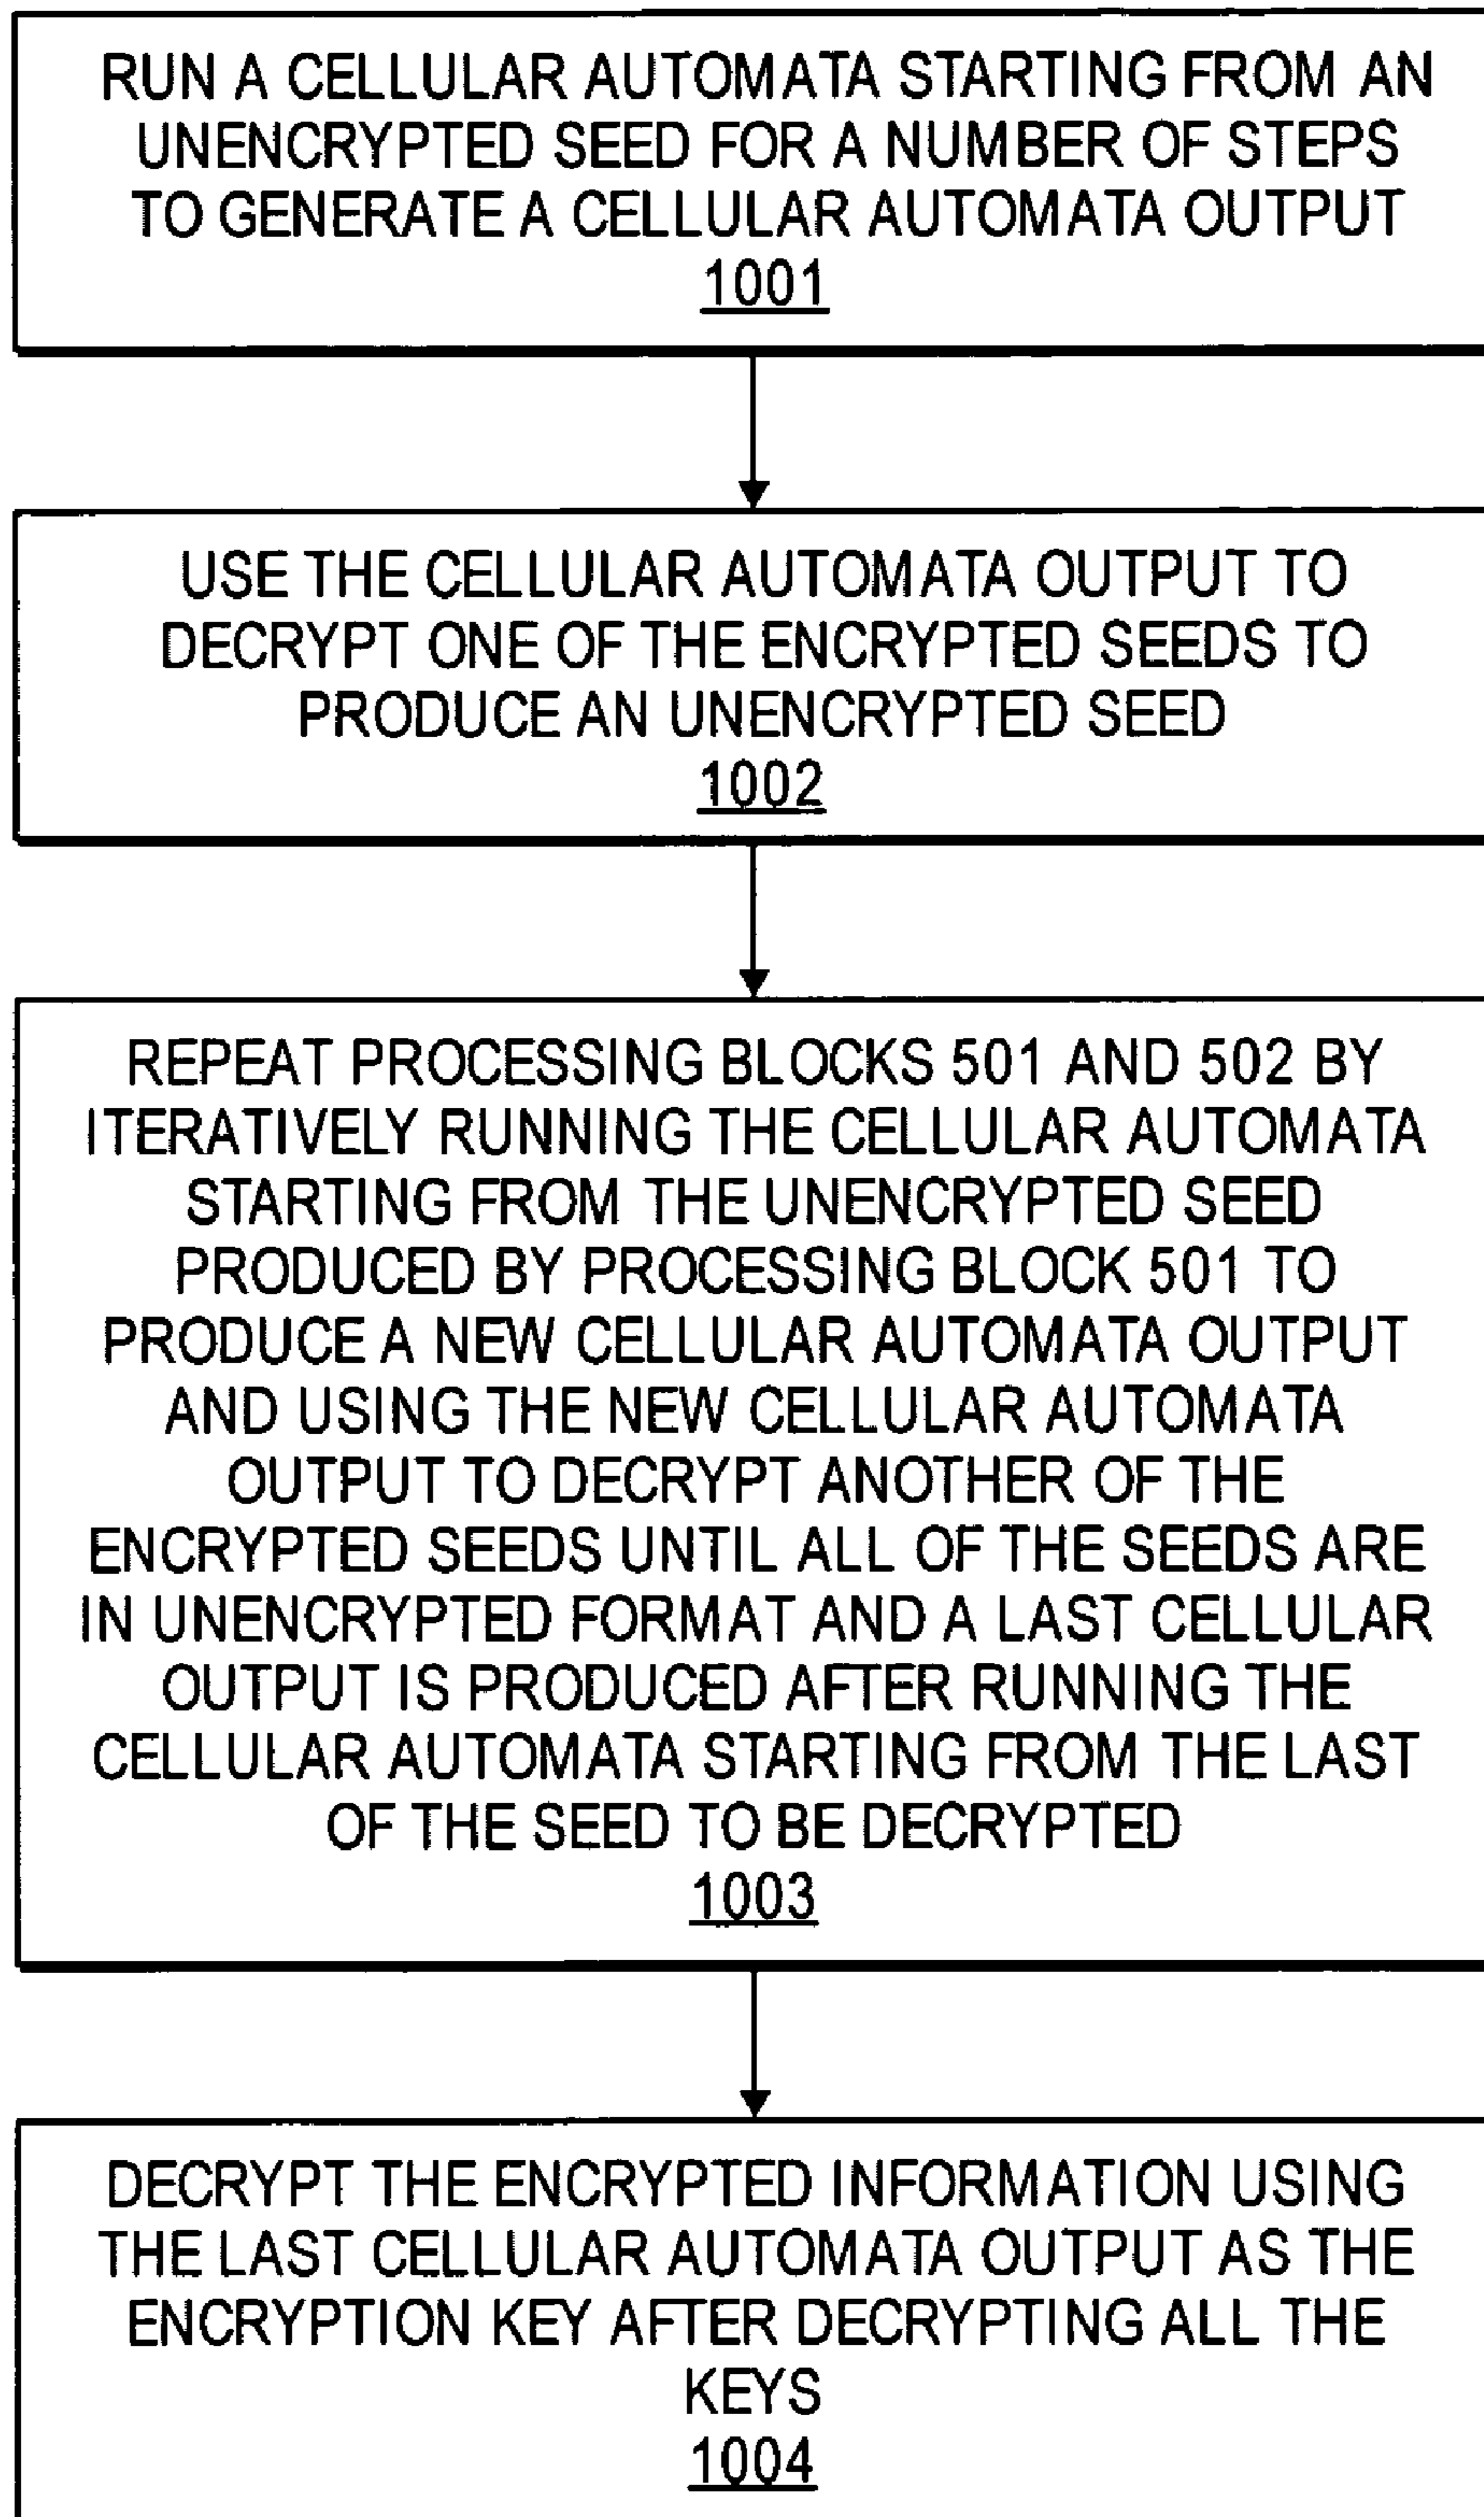 RUN A CELLULAR AUTOMATA STARTING FROM AN
UNENCRYPTED SEED FOR A NUMBER OF STEPS
TO GENERATE A CELLULAR AUTOMATA OUTPUT
1001
USE THE CELLULAR AUTOMATA OUTPUT TO
DECRYPT ONE OF THE ENCRYPTED SEEDS TO
PRODUCE AN UNENCRYPTED SEED
1002
REPEAT PROCESSING BLOCKS 501 AND 502 BY
ITERATIVELY RUNNING THE CELLULAR AUTOMATA
STARTING FROM THE UNENCRYPTED SEED
PRODUCED BY PROCESSING BLOCK 501 TO
PRODUCE A NEW CELLULAR AUTOMATA OUTPUT
AND USING THE NEW CELLULAR AUTOMATA
OUTPUT TO DECRYPT ANOTHER OF THE
ENCRYPTED SEEDS UNTIL ALL OF THE SEEDS ARE
IN UNENCRYPTED FORMAT AND A LAST CELLULAR
OUTPUT IS PRODUCED AFTER RUNNING THE
CELLULAR AUTOMATA STARTING FROM THE LAST
OF THE SEED TO BE DECRYPTED
1003
DECRYPT THE ENCRYPTED INFORMATION USING
THE LAST CELLULAR AUTOMATA OUTPUT AS THE
ENCRYPTION KEY AFTER DECRYPTING ALL THE
KEYS
1004